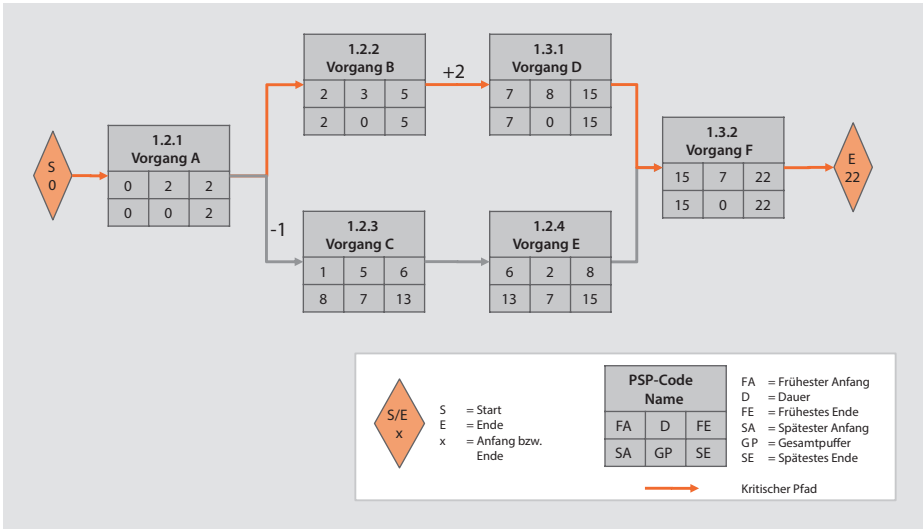 S
0
1.2.1
Vorgang A
0 2 2
0 0 2
1.2.2
Vorgang B
2 3 5
2 0 5
+2
1.3.1
Vorgang D
7 8 15
7 0 15
-1
1.2.3
Vorgang C
1 5 6
8 7 13
1.2.4
Vorgang E
6 2 8
13 7 15
1.3.2
Vorgang F
15 7 22
15 0 22
E
22
S/E
x
S = Start
E = Ende
x = Anfang bzw.
Ende
PSP-Code
Name
FA D FE
SA GP SE
FA = Frühester Anfang
D = Dauer
FE = Frühestes Ende
SA = Spätester Anfang
GP = Gesamtpuffer
SE = Spätestes Ende
Kritischer Pfad